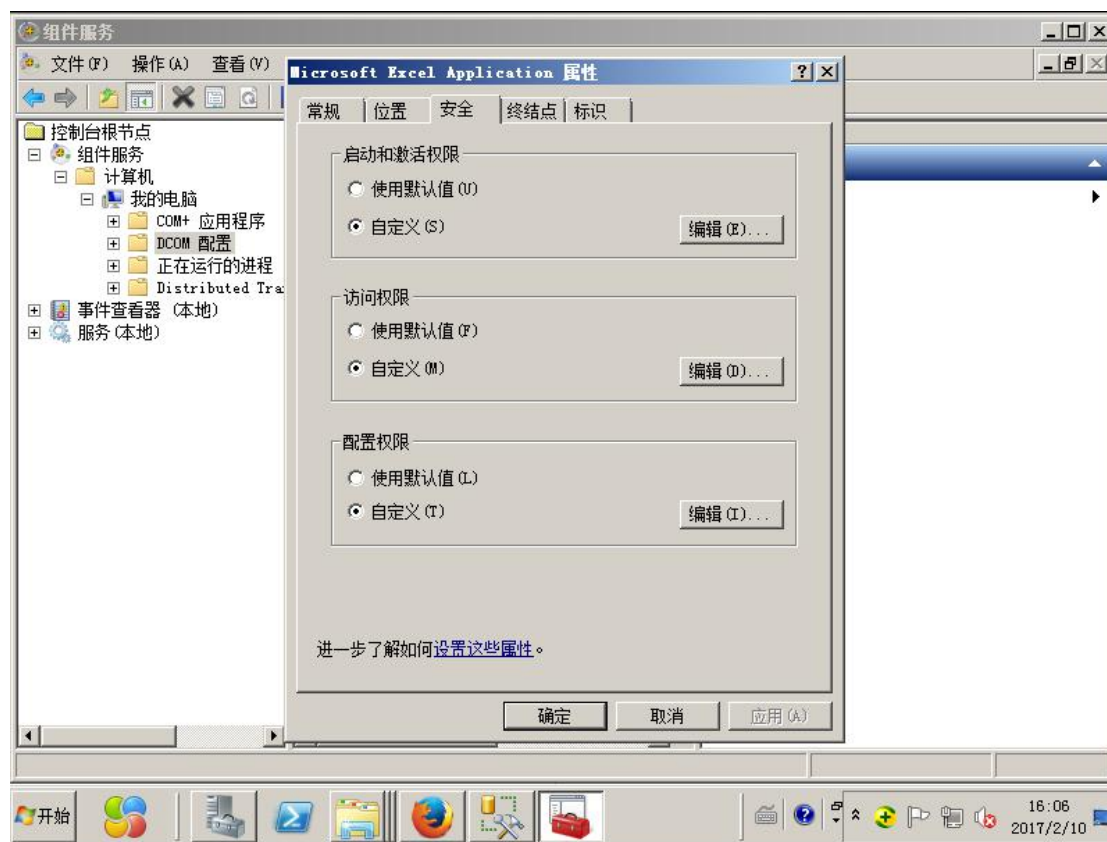 组件服务
文件(F) 操作(A) 查看(V)
Microsoft Excel Application 属性
常规 位置 安全 终结点 标识
控制台根节点
组件服务
计算机
我的电脑
COM+ 应用程序
DCOM 配置
正在运行的进程
Distributed Tra
事件查看器 (本地)
服务(本地)
启动和激活权限
使用默认值(U)
自定义(S)
编辑(E)...
访问权限
使用默认值(F)
自定义(M)
编辑(D)...
配置权限
使用默认值(L)
自定义(T)
编辑(I)...
进一步了解如何设置这些属性。
确定 取消 应用(A)
开始
16:06
2017/2/10